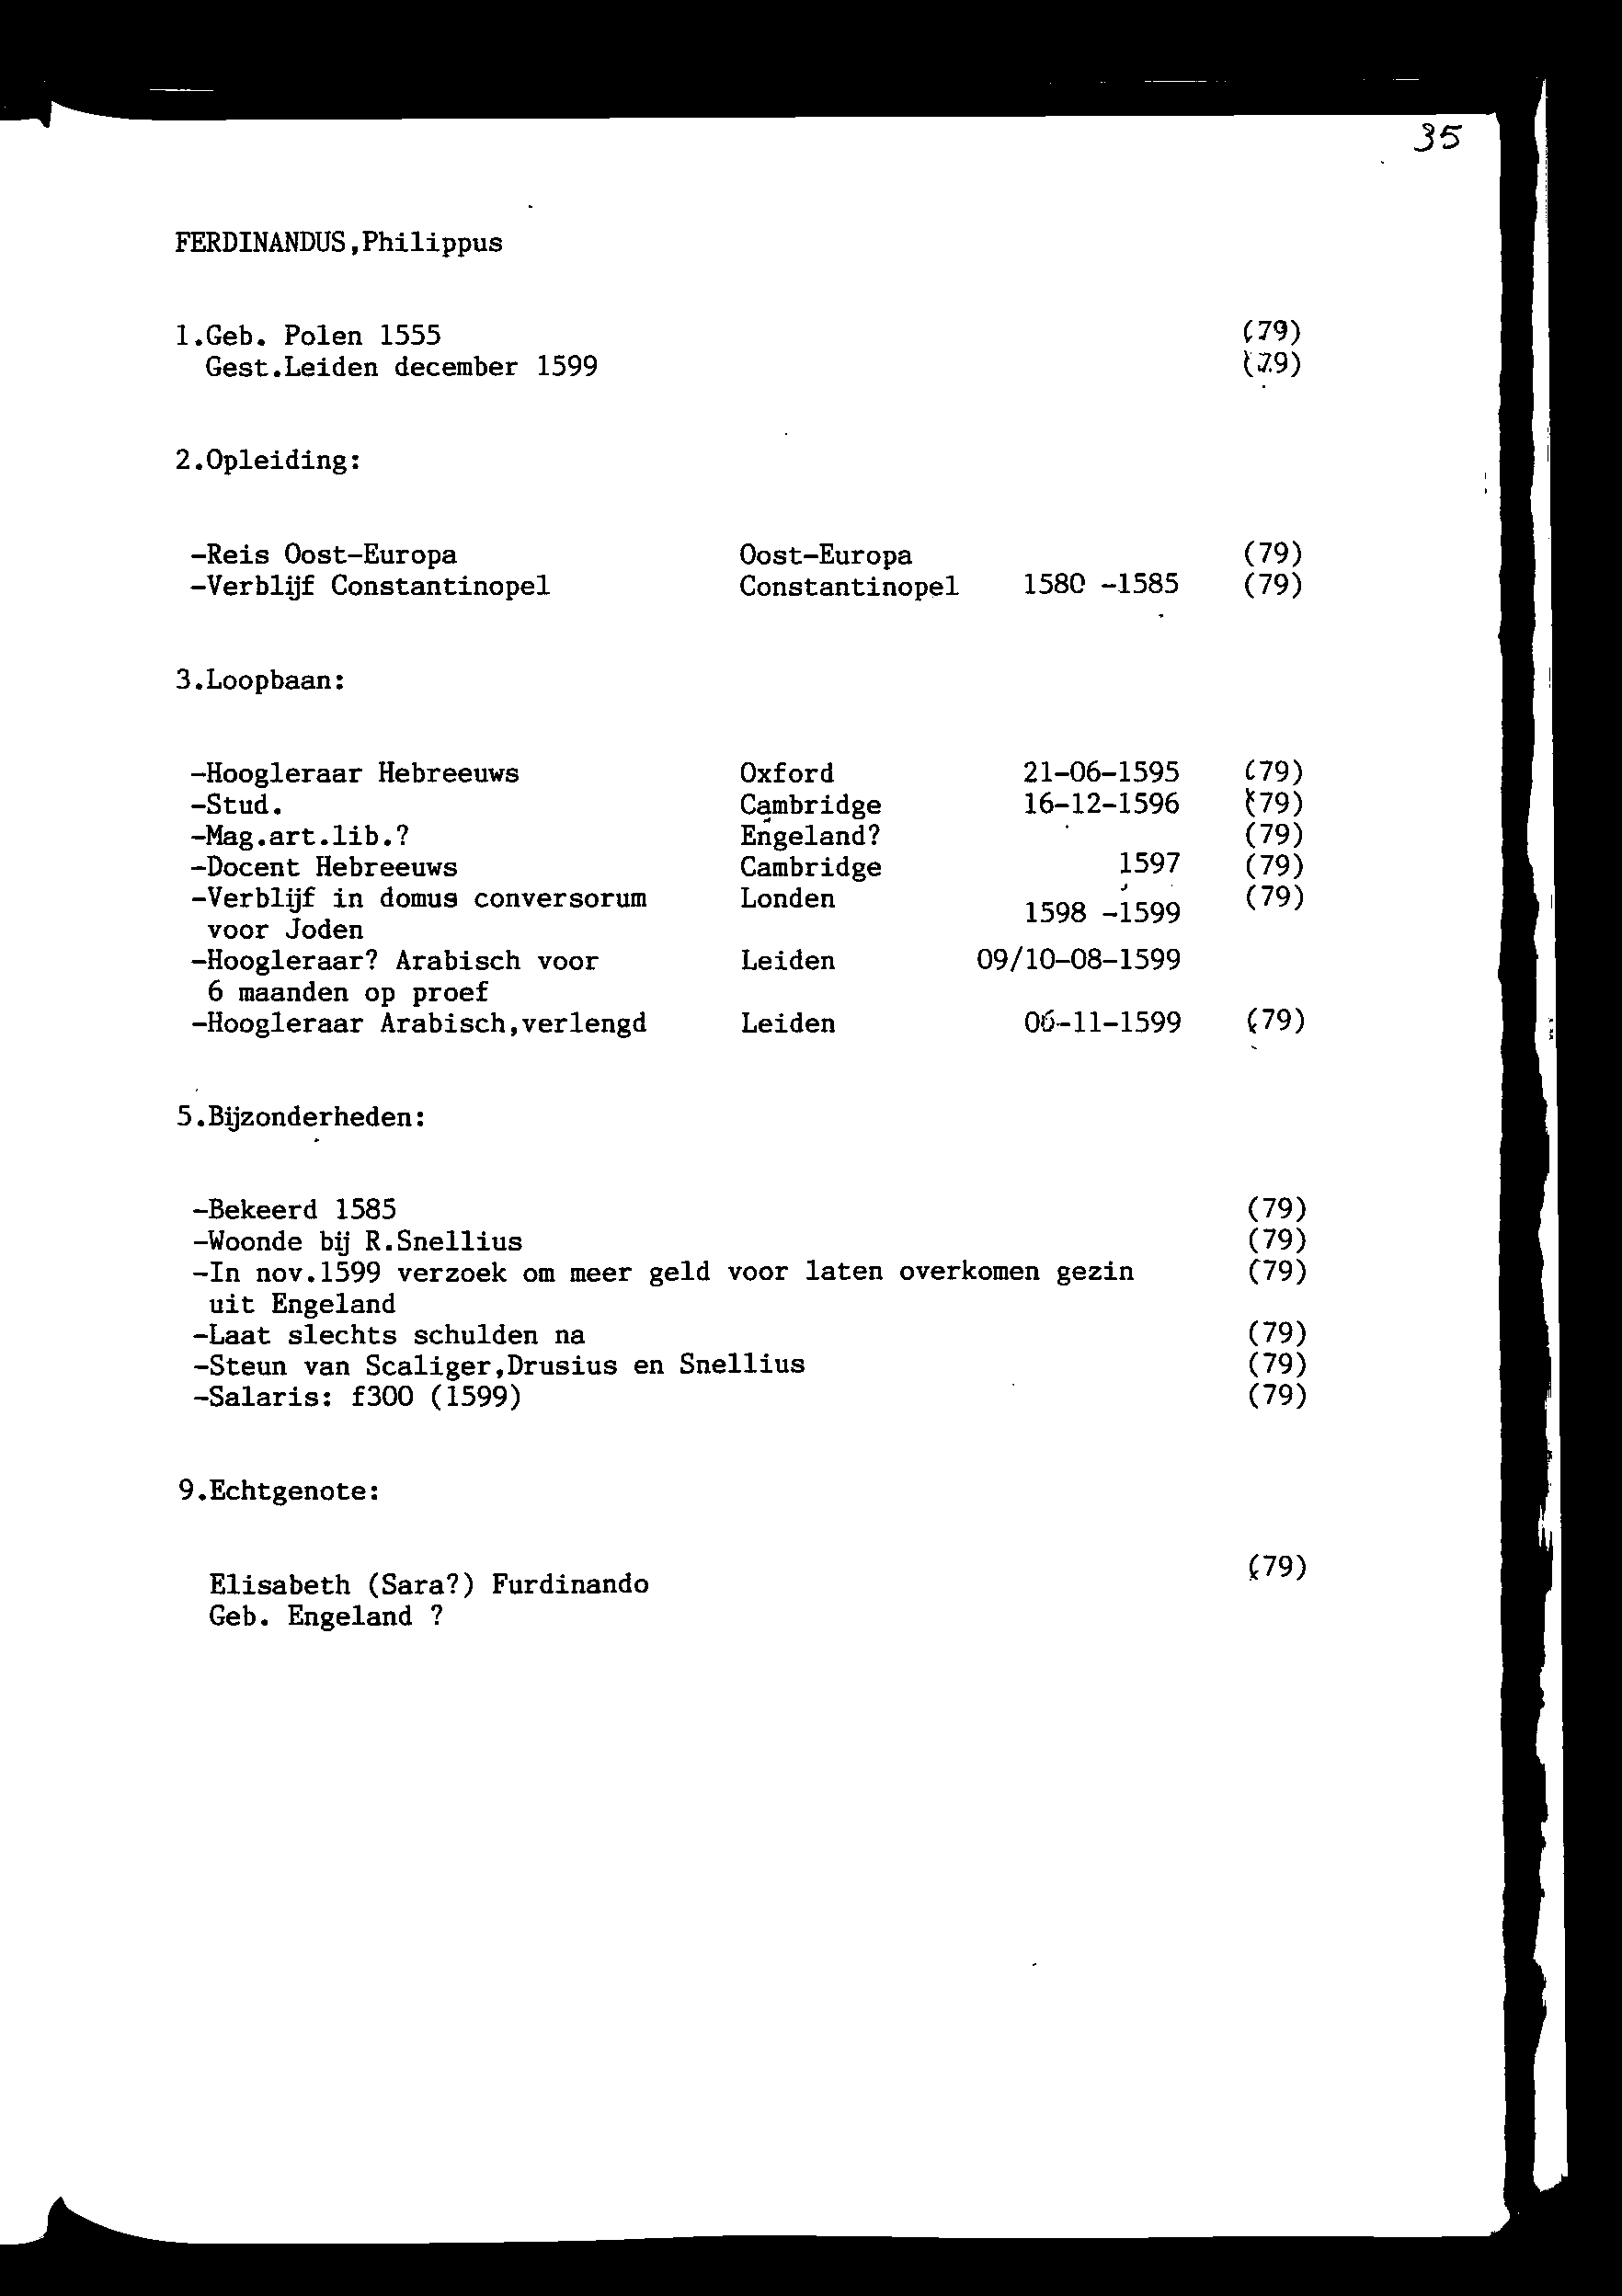 35
FERDINANDUS,Philippus
1.Geb. Polen 1555 (79)
Gest.Leiden december 1599 (79)
2.Opleiding:
-Reis Oost-Europa Oost-Europa (79)
-Verblijf Constantinopel Constantinopel 1580 -1585 (79)
3.Loopbaan:
-Hoogleraar Hebreeuws Oxford 21-06-1595 (79)
-Stud. Cambridge 16-12-1596 (79)
-Mag.art.lib.? Engeland? (79)
-Docent Hebreeuws Cambridge 1597 (79)
-Verblijf in domus conversorum Londen (79)
1598 -1599
voor Joden
-Hoogleraar? Arabisch voor Leiden 09/10-08-1599
6 maanden op proef
-Hoogleraar Arabisch,verlengd Leiden 06-11-1599 (79)
5.Bijzonderheden:
-Bekeerd 1585 (79)
-Woonde bij R.Snellius (79)
-In nov.1599 verzoek om meer geld voor laten overkomen gezin (79)
uit Engeland
-Laat slechts schulden na (79)
-Steun van Scaliger,Drusius en Snellius (79)
-Salaris: f300 (1599) (79)
9.Echtgenote:
(79)
Elisabeth (Sara?) Furdinando
Geb. Engeland ?